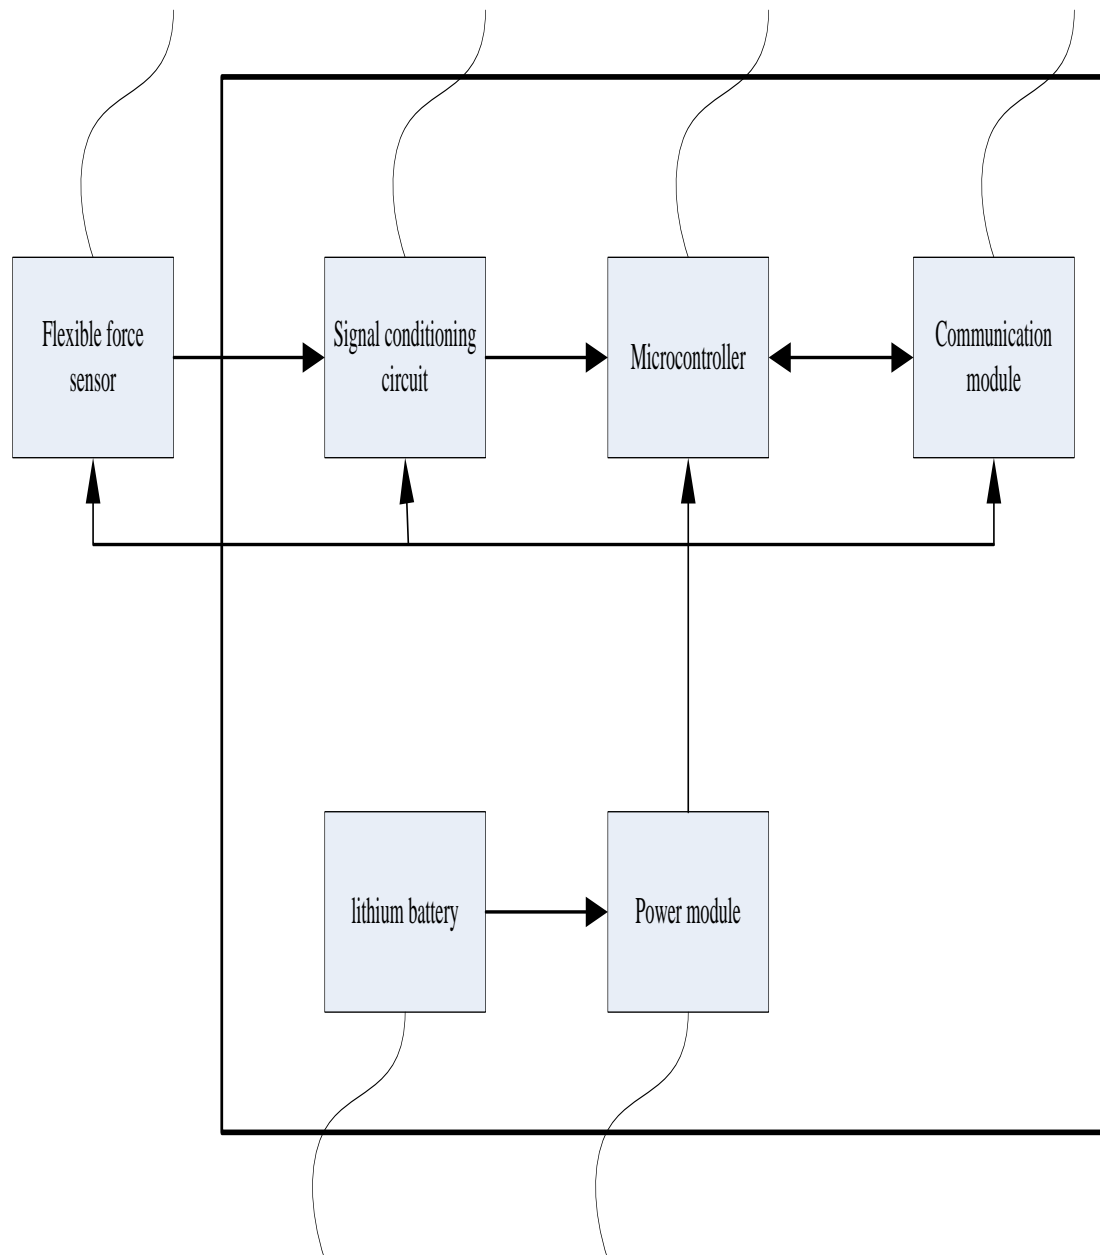 Flexible force
sensor
Signal conditioning
circuit
Microcontroller
Communication
module
lithium battery
Power module